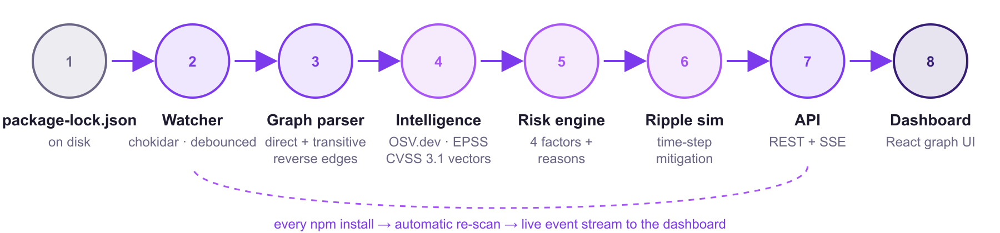 1
2
3
4
5
6
7
8
package-lock.json
on disk
Watcher
chokidar · debounced
Graph parser
direct + transitive
reverse edges
Intelligence
OSV.dev · EPSS
CVSS 3.1 vectors
Risk engine
4 factors +
reasons
Ripple sim
time-step
mitigation
API
REST + SSE
Dashboard
React graph UI
every npm install → automatic re-scan → live event stream to the dashboard